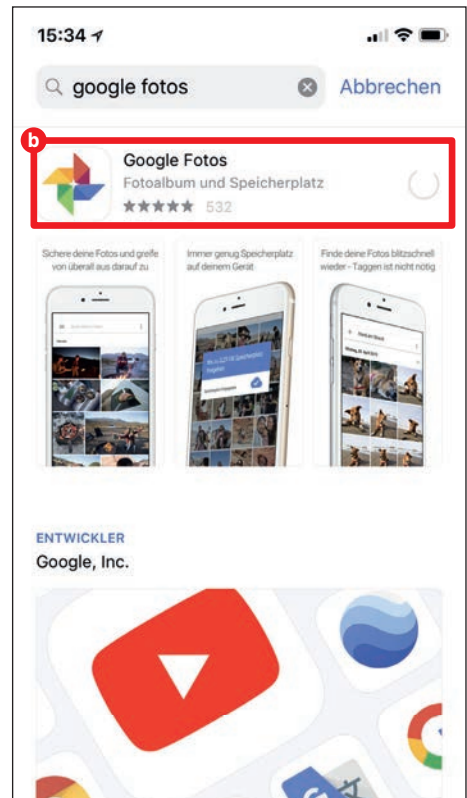 15:34
google fotos
Abbrechen
b
Google Fotos
Fotoalbum und Speicherplatz
★★★★★ 532
Sichere deine Fotos und greife
von überall aus darauf zu
Immer genug Speicherplatz
auf deinem Gerät
Finde deine Fotos blitzschnell
wieder - Taggen ist nicht nötig
ENTWICKLER
Google, Inc.